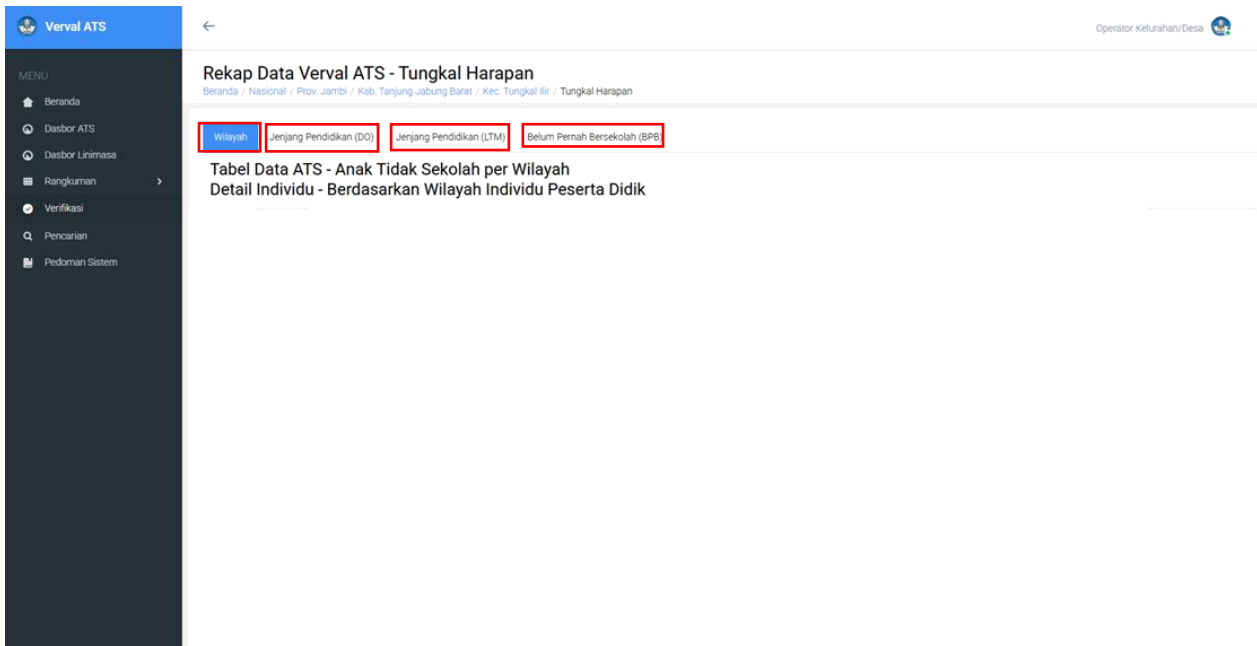 Verval ATS
Operator Kelurahan/Desa
MENU
Beranda
Dasbor ATS
Dasbor Linimasa
Rangkuman
Verifikasi
Pencarian
Pedoman Sistem
Rekap Data Verval ATS - Tungkal Harapan
Beranda / Nasional / Prov. Jambi / Kab. Tanjung Jabung Barat / Kec. Tungkal Ilir / Tungkal Harapan
Wilayah Jenjang Pendidikan (DO) Jenjang Pendidikan (LTM) Belum Pernah Bersekolah (BPB)
Tabel Data ATS - Anak Tidak Sekolah per Wilayah
Detail Individu - Berdasarkan Wilayah Individu Peserta Didik